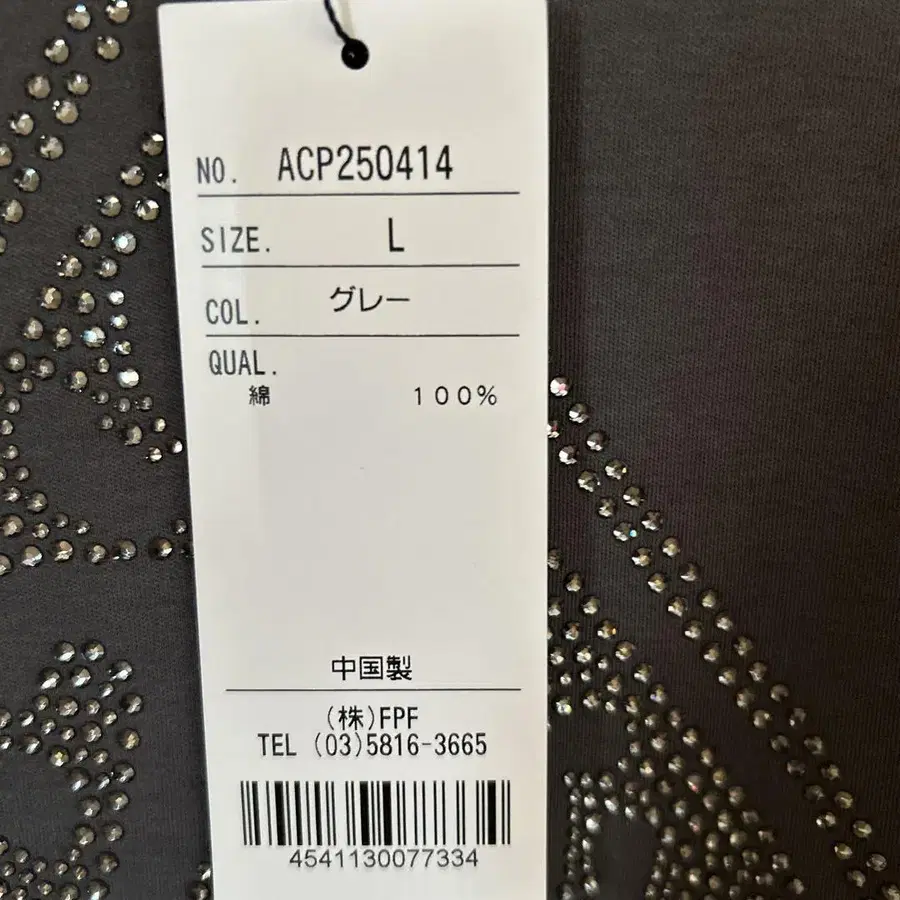 NO. ACP250414
SIZE. L
COL. グレー
QUAL.
綿 １００％
中国製
(株)FPF
TEL (03)5816-3665
4541130077334